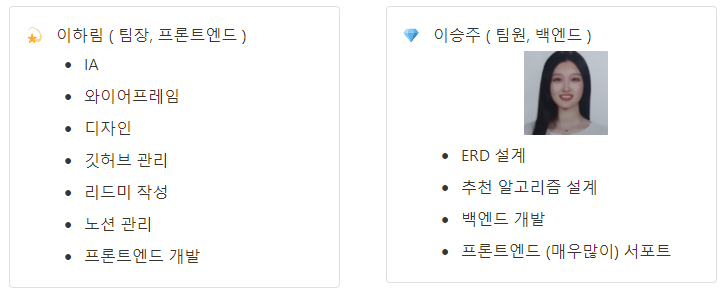 이하림 ( 팀장, 프론트엔드 )
IA
와이어프레임
디자인
깃허브 관리
리드미 작성
노션 관리
프론트엔드 개발
이승주 ( 팀원, 백엔드 )
ERD 설계
추천 알고리즘 설계
백엔드 개발
프론트엔드 (매우많이) 서포트